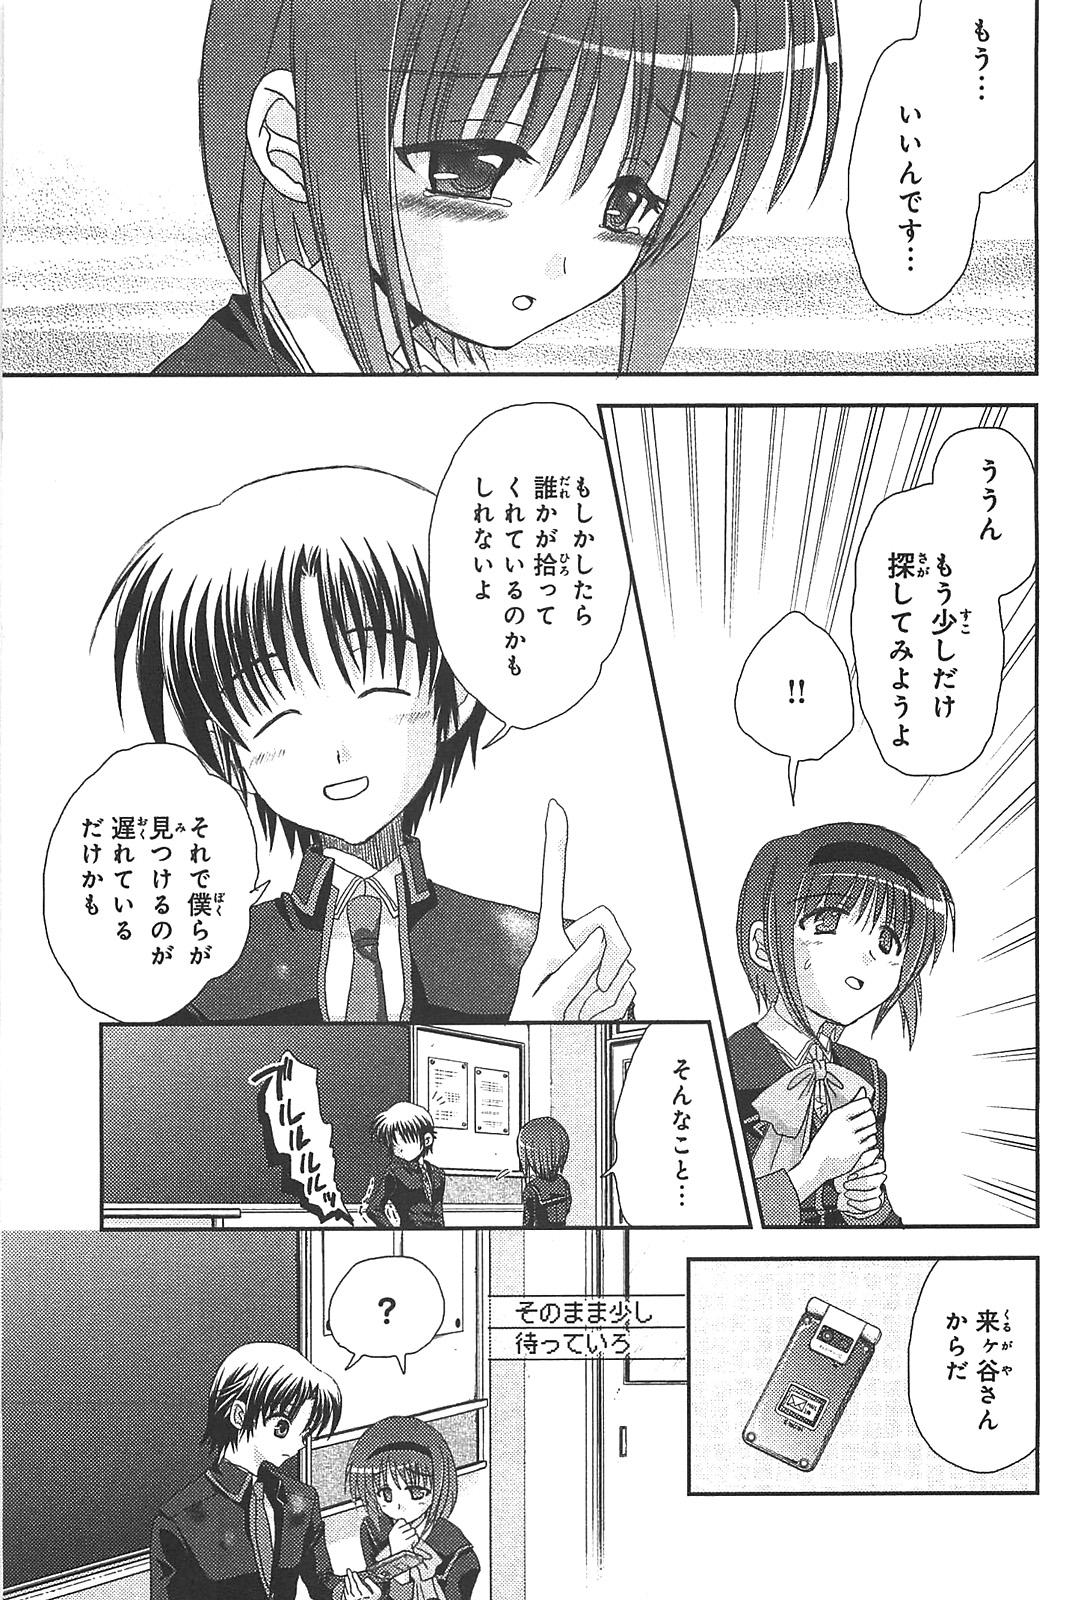 もう…
いいんです…
ううん
もう少しだけ
探してみようよ
!!
もしかしたら
誰かが拾って
くれているのかも
しれないよ
それで僕らが
見つけるのが
遅れている
だけかも
そんなこと…
ブルルルルッ
来ヶ谷さん
からだ
そのまま少し
待っていろ
?